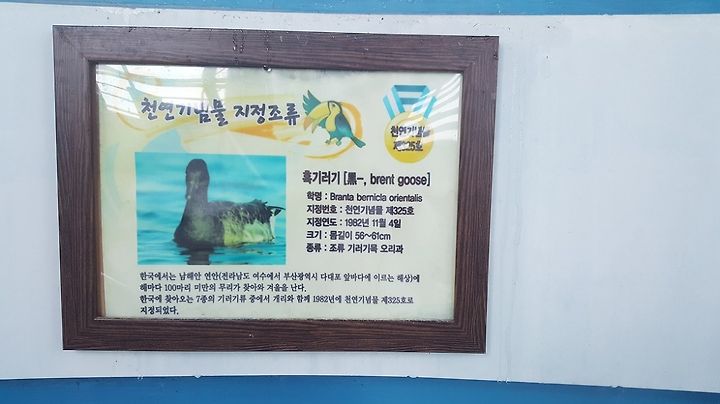 천연기념물 지정조류
천연기념물
제325호
흑기러기 [黑-, brent goose]
학명 : Branta bernicla orientalis
지정번호 : 천연기념물 제325호
지정연도 : 1982년 11월 4일
크기 : 몸길이 56~61cm
종류 : 조류 기러기목 오리과
한국에서는 남해안 연안(전라남도 여수에서 부산광역시 다대포 앞바다에 이르는 해상)에
해마다 100마리 미만의 무리가 찾아와 겨울을 난다.
한국에 찾아오는 7종의 기러기류 중에서 개리와 함께 1982년에 천연기념물 제325호로
지정되었다.